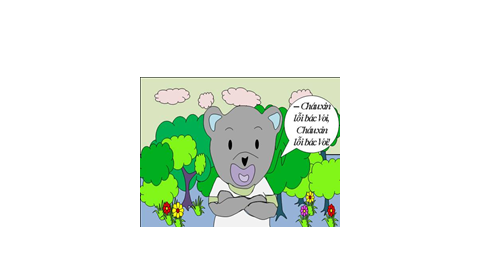 – Cháu xin
lỗi bác Voi,
Cháu xin
lỗi bác Voi!